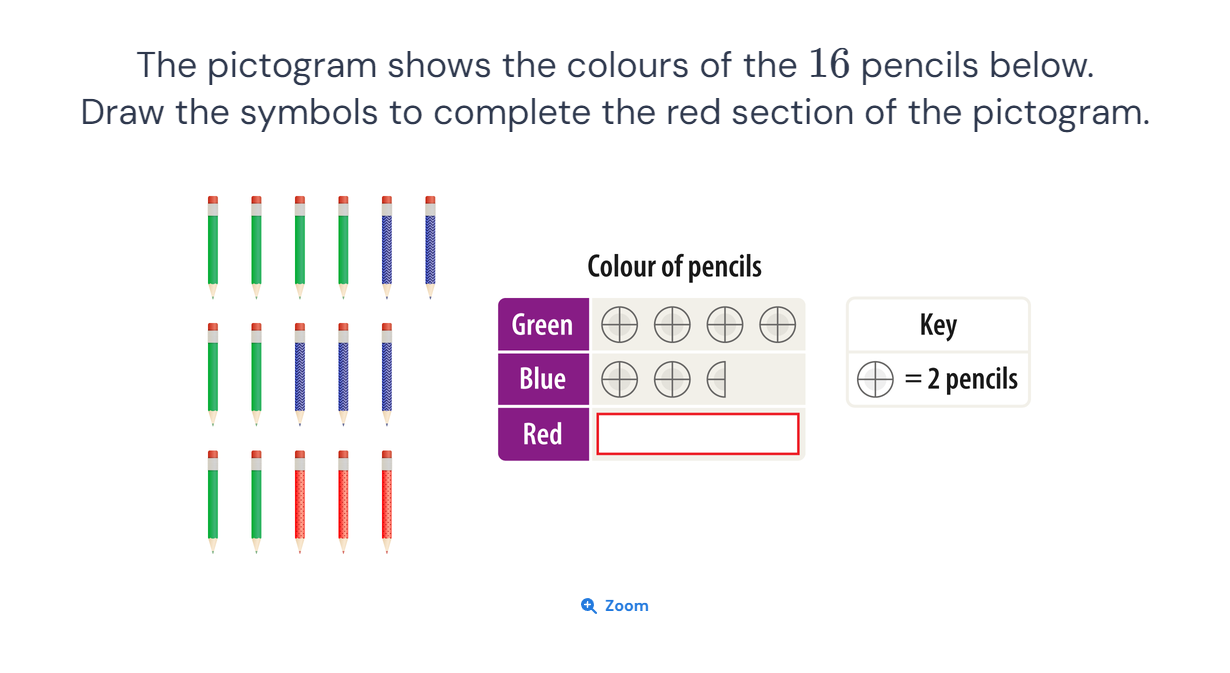 The pictogram shows the colours of the 16 pencils below.
Draw the symbols to complete the red section of the pictogram.
Colour of pencils
Green
Blue
Red
Key
= 2 pencils
Zoom